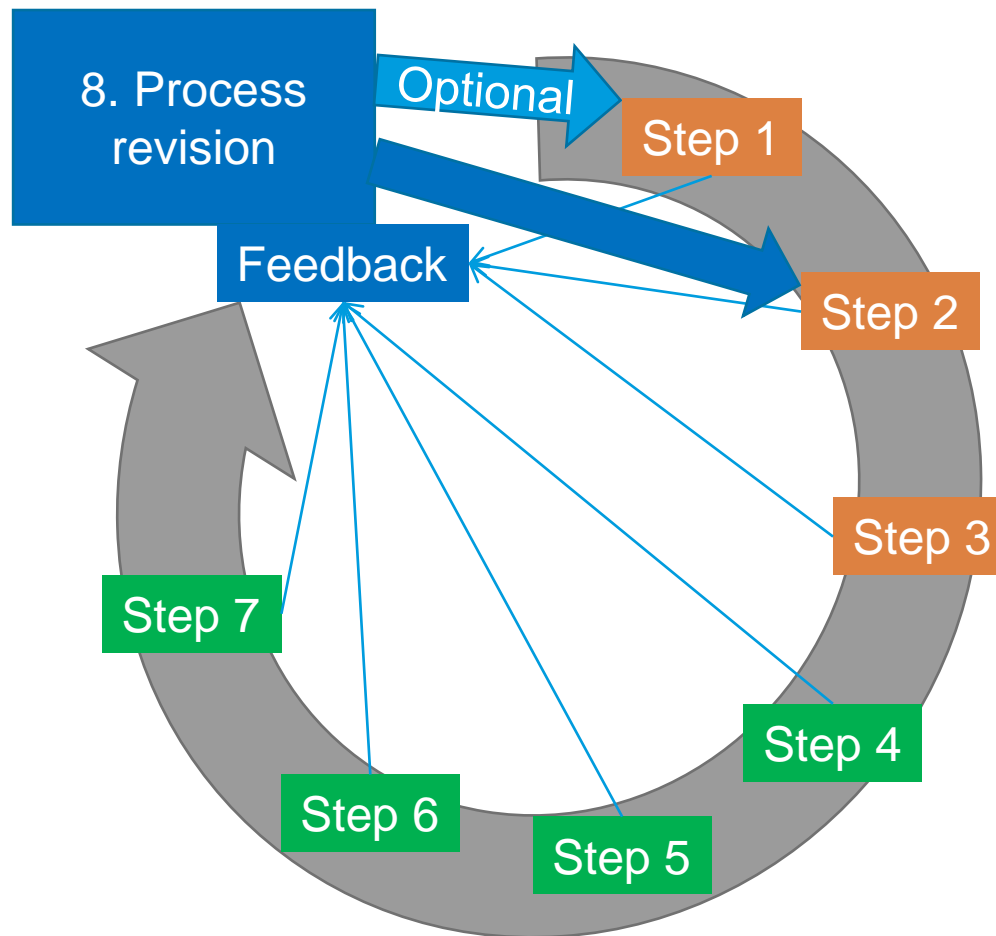 8. Process
revision
Optional
Step 1
Feedback
Step 2
Step 3
Step 7
Step 4
Step 6
Step 5